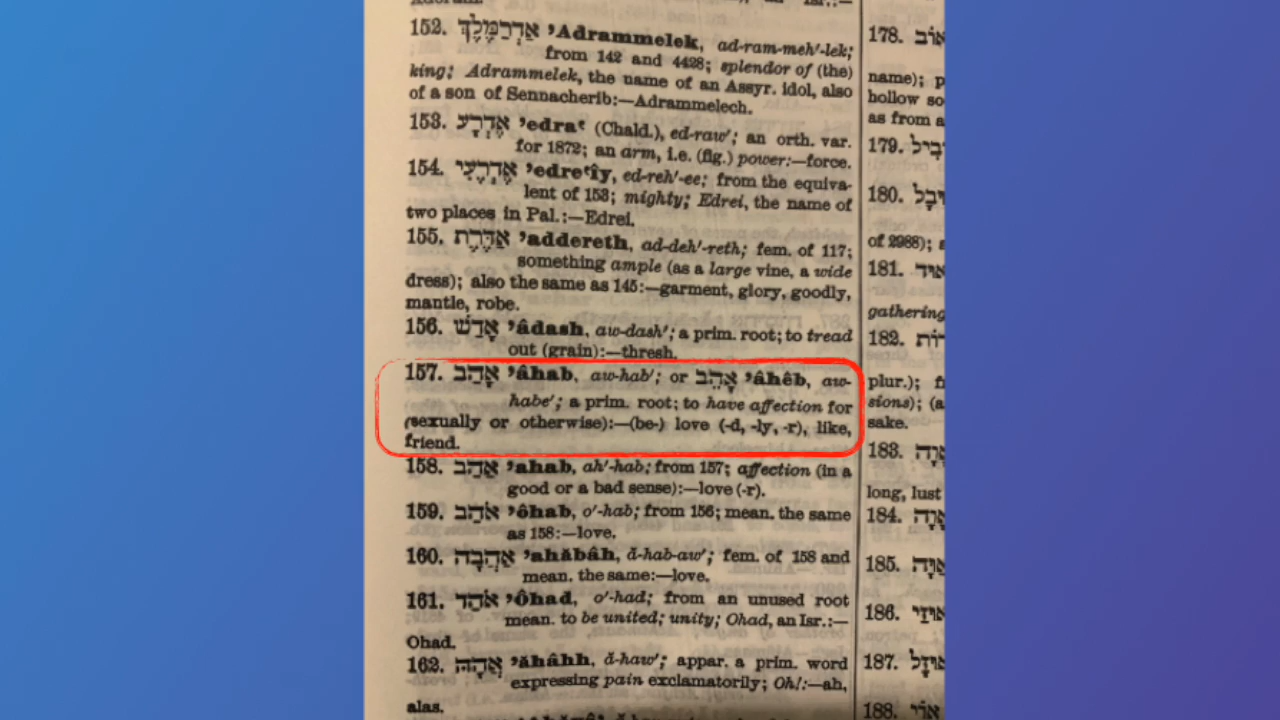 152. אֲדְרַמֶּלֶךְ ’Adrammelek, ad-ram-meh'-lek;
from 142 and 4428; splendor of (the)
king; Adrammelek, the name of an Assyr. idol, also
of a son of Sennacherib:—Adrammelech.
153. אֶדְרָע ’edraʻ (Chald.), ed-raw'; an orth. var.
for 1872; an arm, i.e. (fig.) power:—force.
154. אֶדְרֶעִי ’edreʻîy, ed-reh'-ee; from the equiva-
lent of 153; mighty; Edrei, the name of
two places in Pal.:—Edrei.
155. אַדֶּרֶת ’addereth, ad-deh'-reth; fem. of 117;
something ample (as a large vine, a wide
dress); also the same as 145:—garment, glory, goodly,
mantle, robe.
156. אָדַשׁ ’âdash, aw-dash'; a prim. root; to tread
out (grain):—thresh.
157. אָהַב ’âhab, aw-hab'; or אָהֵב ’âhêb, aw-
habe'; a prim. root; to have affection for
(sexually or otherwise):—(be-) love (-d, -ly, -r), like,
friend.
158. אַהַב ’ahab, ah'-hab; from 157; affection (in a
good or a bad sense):—love (-r).
159. אֹהַב ’ôhab, o'-hab; from 156; mean. the same
as 158:—love.
160. אַהֲבָה ’ahăbâh, ă-hab-aw'; fem. of 158 and
mean. the same:—love.
161. אֹהַד ’Ôhad, o'-had; from an unused root
mean. to be united; unity; Ohad, an Isr.:—
Ohad.
162. אֲהָהּ ’ăhâhh, ă-haw'; appar. a prim. word
expressing pain exclamatorily; Oh!:—ah,
alas.
178.
name); p
hollow so
as from a
179.
180.
of 2988); a
181.
gathering
182.
plur.); f
sions); (a
sake.
183.
long, lust
184.
185.
186.
187.
188.